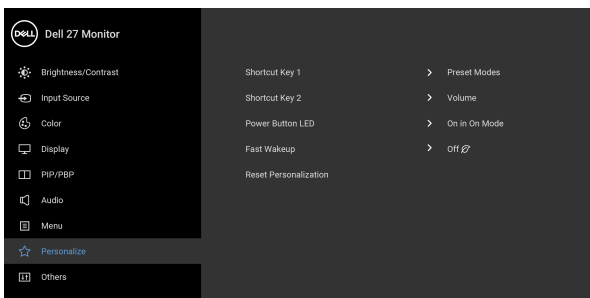 DELL Dell 27 Monitor
Brightness/Contrast
Input Source
Color
Display
PIP/PBP
Audio
Menu
Personalize
Others
Shortcut Key 1 > Preset Modes
Shortcut Key 2 > Volume
Power Button LED > On in On Mode
Fast Wakeup > Off
Reset Personalization